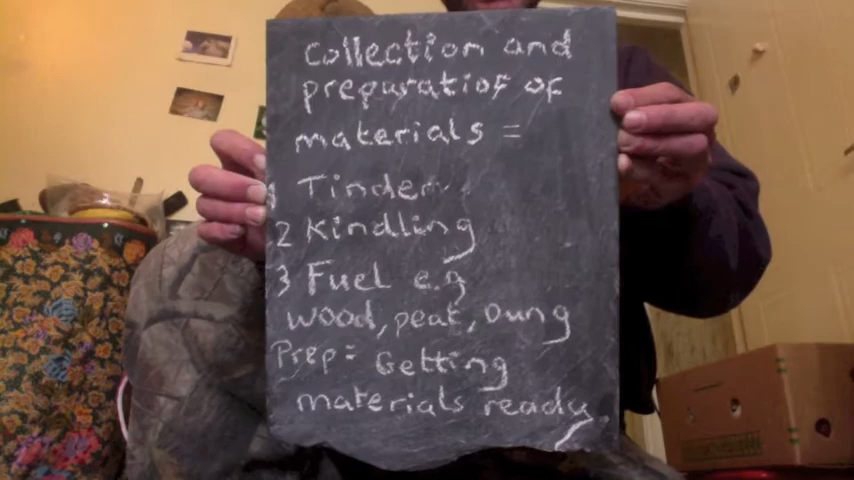 Collection and
preparatiof of
materials =
1 Tinder
2 Kindling
3 Fuel e.g
wood, peat, Dung
Prep= Getting
materials ready